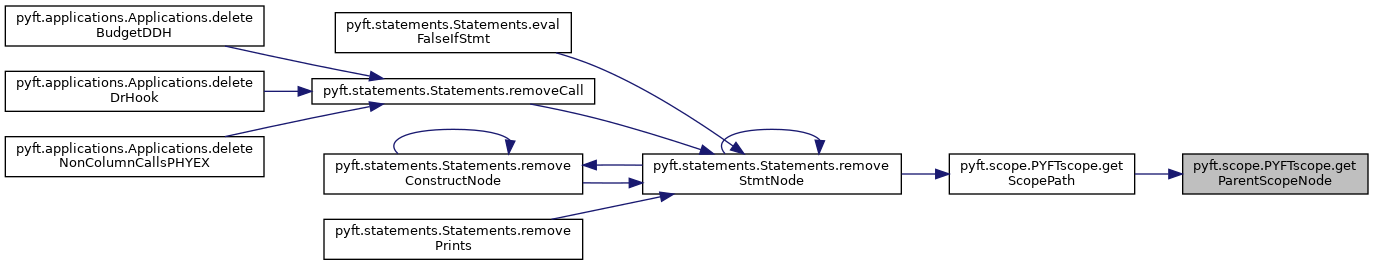 pyft.applications.Applications.delete
BudgetDDH
pyft.applications.Applications.delete
DrHook
pyft.applications.Applications.delete
NonColumnCallsPHYEX
pyft.statements.Statements.eval
FalseIfStmt
pyft.statements.Statements.removeCall
pyft.statements.Statements.remove
ConstructNode
pyft.statements.Statements.remove
Prints
pyft.statements.Statements.remove
StmtNode
pyft.scope.PYFTscope.get
ScopePath
pyft.scope.PYFTscope.get
ParentScopeNode